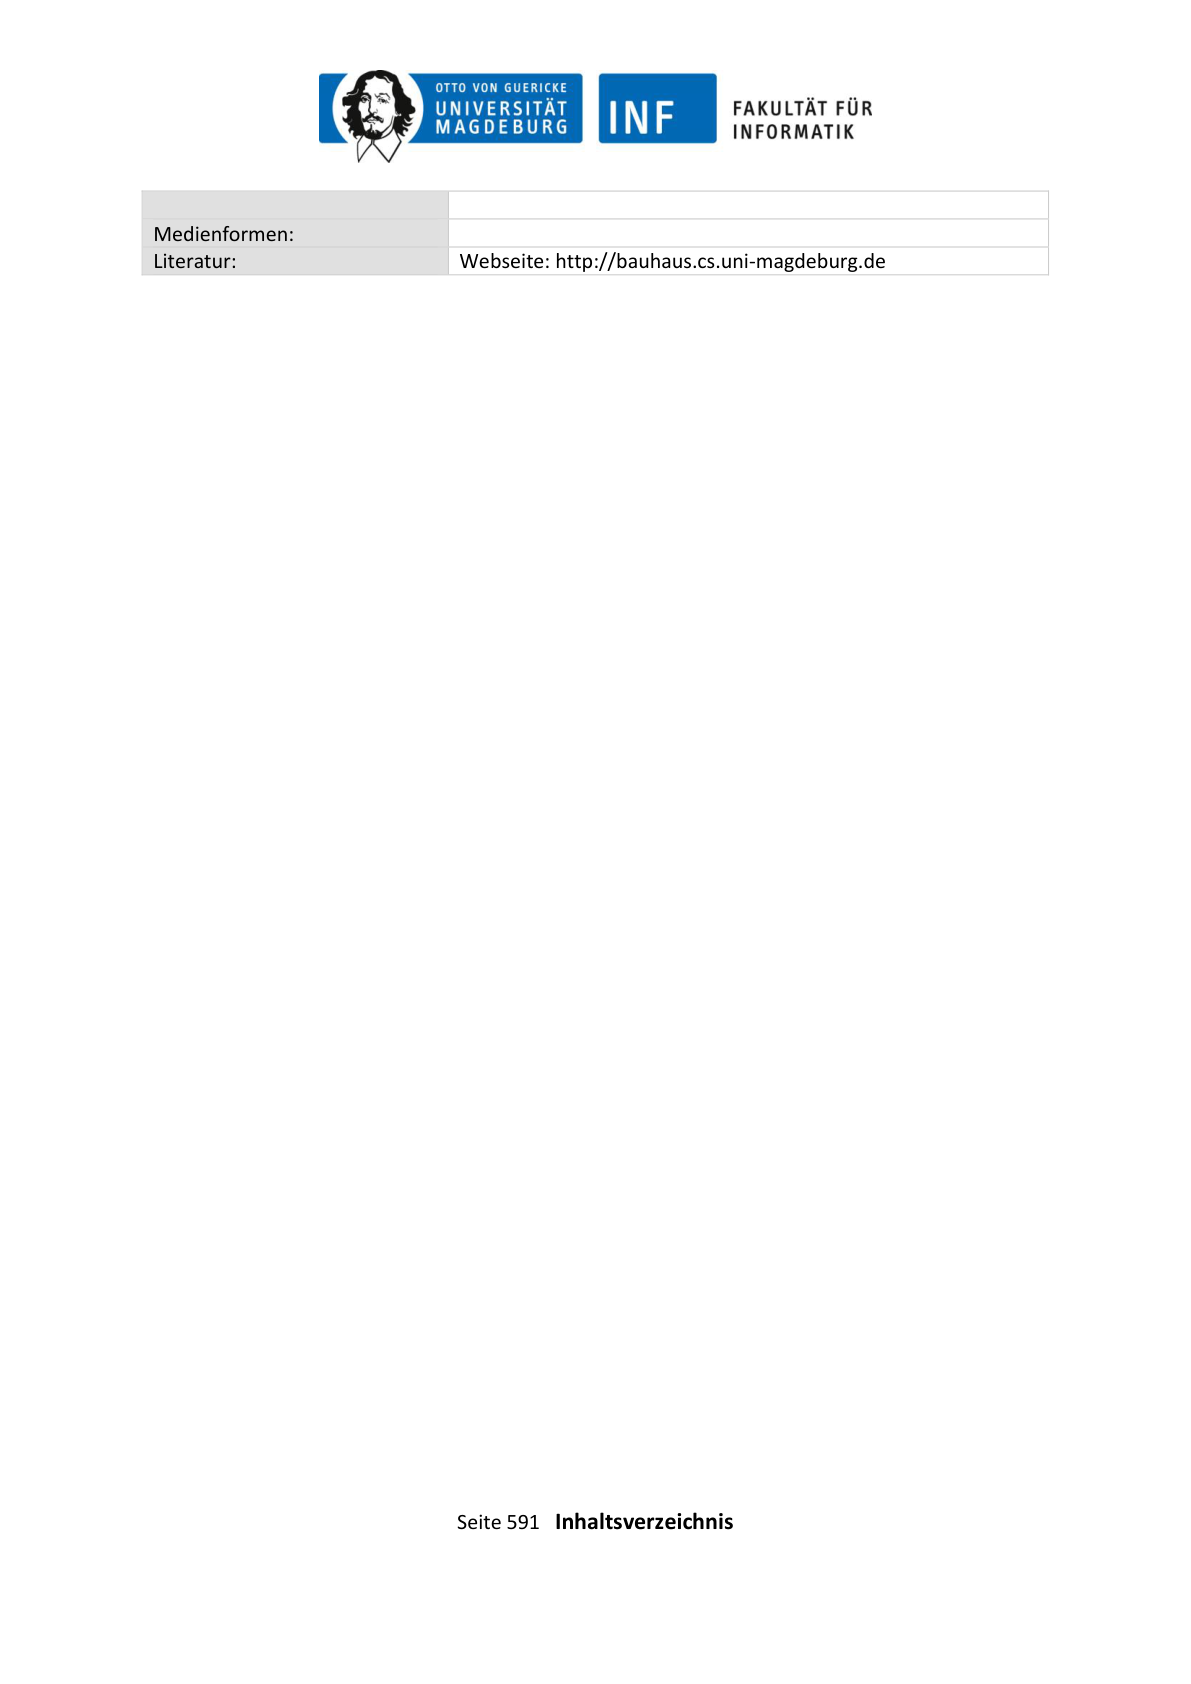 OTTO VON GUERICKE
UNIVERSITÄT
MAGDEBURG
INF
FAKULTÄT FÜR
INFORMATIK
Medienformen:
Literatur: Webseite: http://bauhaus.cs.uni-magdeburg.de
Seite 591 Inhaltsverzeichnis